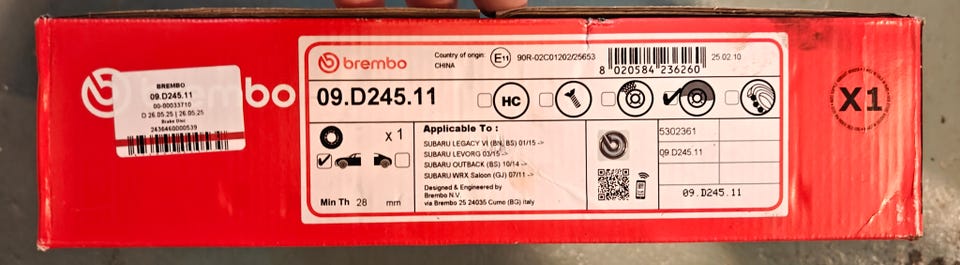 BREMBO
09.D245.11
00-00033710
O 26.05.25 | 26.05.25
Brake Disc
2436460000539
bo
brembo
Country of origin:
CHINA
E11
90R-02C01202/25653
8 020584 236260
25.02.10
09.D245.11
HC
X1
x 1
Min Th 28 mm
Applicable To :
SUBARU LEGACY VI (BN, BS) 01/15 ->
SUBARU LEVORG 03/15 ->
SUBARU OUTBACK (BS) 10/14 ->
SUBARU WRX Saloon (GJ) 07/11 ->
Designed & Engineered by
Brembo N.V.
via Brembo 25 24035 Curno (BG) italy
5302361
09.D245.11
09.D245.11